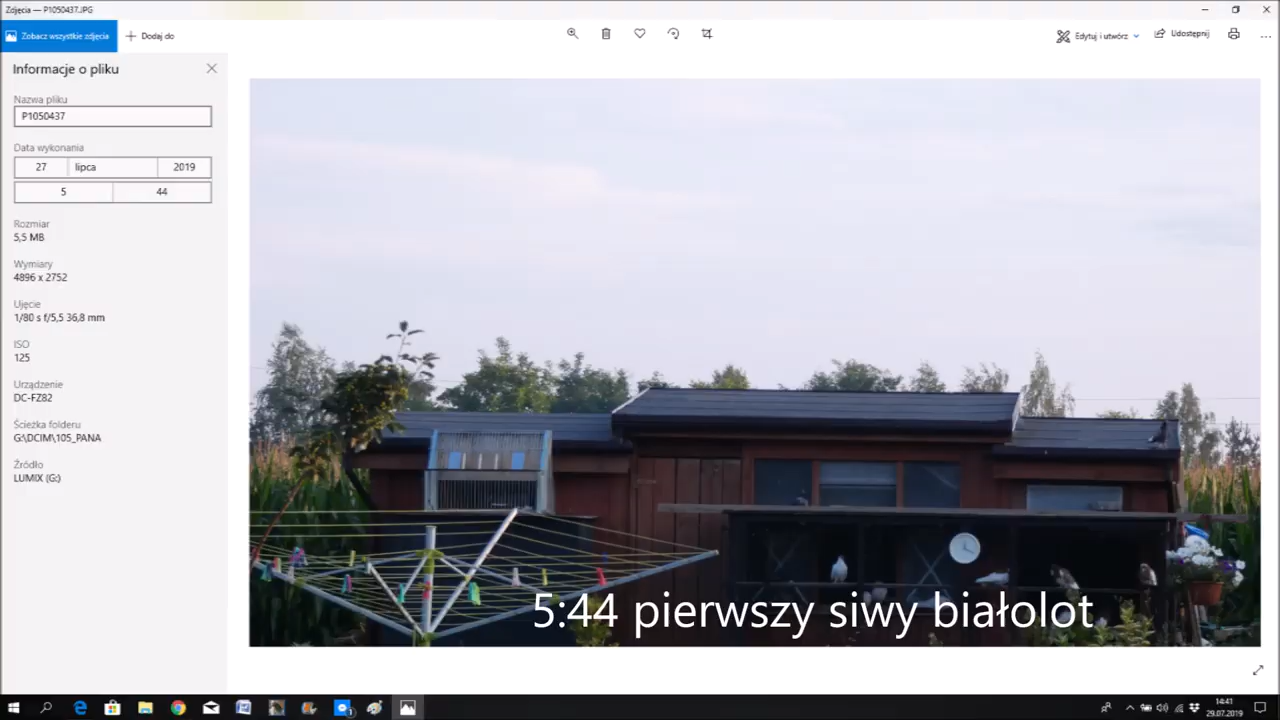 Zdjęcia — P1050437.JPG
Zobacz wszystkie zdjęcia
Dodaj do
Edytuj i utwórz
Udostępnij
Informacje o pliku
Nazwa pliku
P1050437
Data wykonania
27 lipca 2019
5 44
Rozmiar
5,5 MB
Wymiary
4896 x 2752
Ujęcie
1/80 s f/5,5 36,8 mm
ISO
125
Urządzenie
DC-FZ82
Ścieżka folderu
G:\DCIM\105_PANA
Źródło
LUMIX (G:)
5:44 pierwszy siwy białolot
14:41
29.07.2019